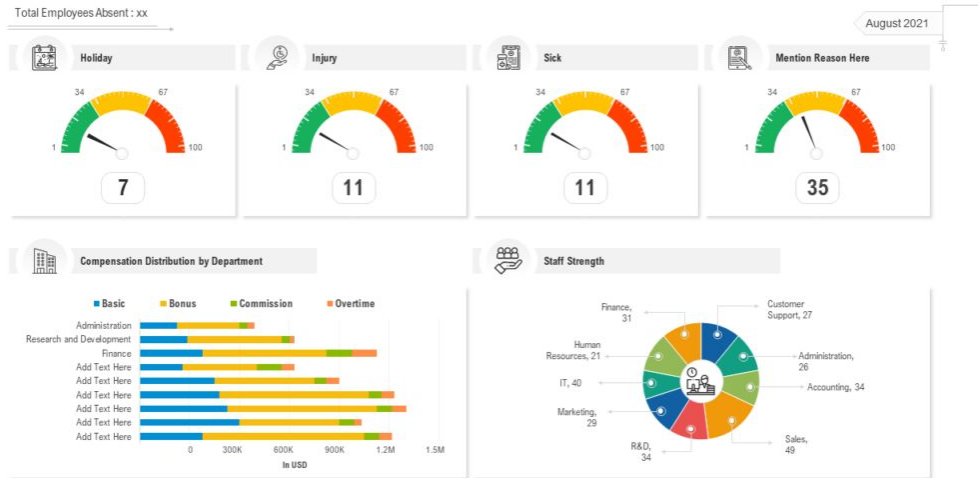 Total Employees Absent : xx
August 2021
Holiday
Injury
Sick
Mention Reason Here
34 67
1 100
7
34 67
1 100
11
34 67
1 100
11
34 67
1 100
35
Compensation Distribution by Department
Basic Bonus Commission Overtime
Administration
Research and Development
Finance
Add Text Here
Add Text Here
Add Text Here
Add Text Here
Add Text Here
Add Text Here
0 300K 600K 900K 1.2M 1.5M
In USD
Staff Strength
Finance,
31
Customer
Support, 27
Human
Resources, 21
Administration,
26
IT, 40
Accounting, 34
Marketing,
29
R&D,
34
Sales,
49